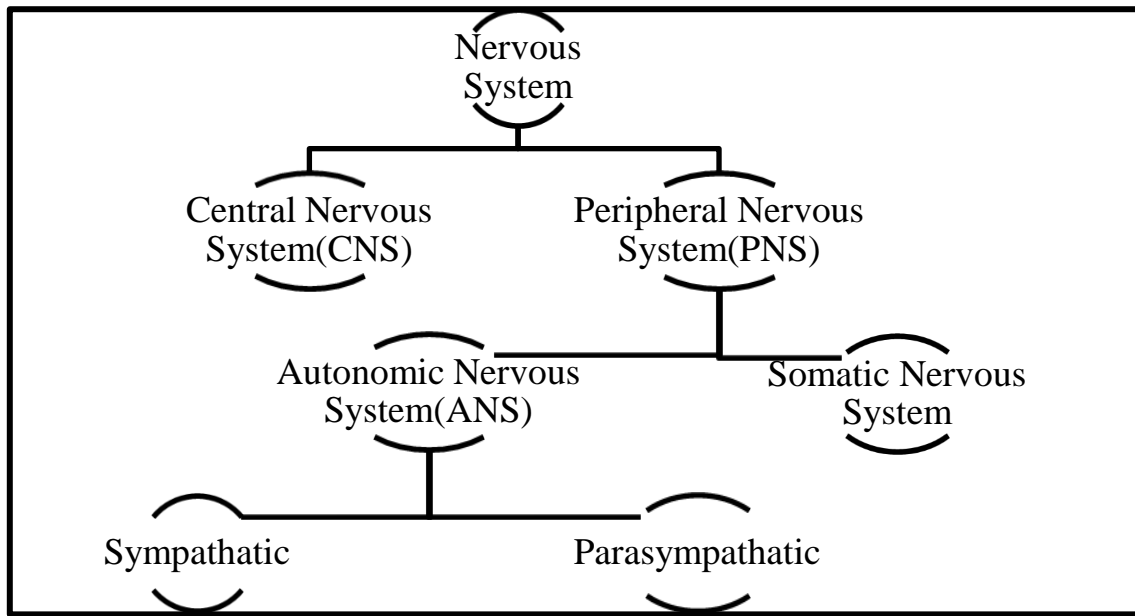 Nervous
System
Central Nervous
System(CNS)
Peripheral Nervous
System(PNS)
Autonomic Nervous
System(ANS)
Somatic Nervous
System
Sympathatic
Parasympathatic